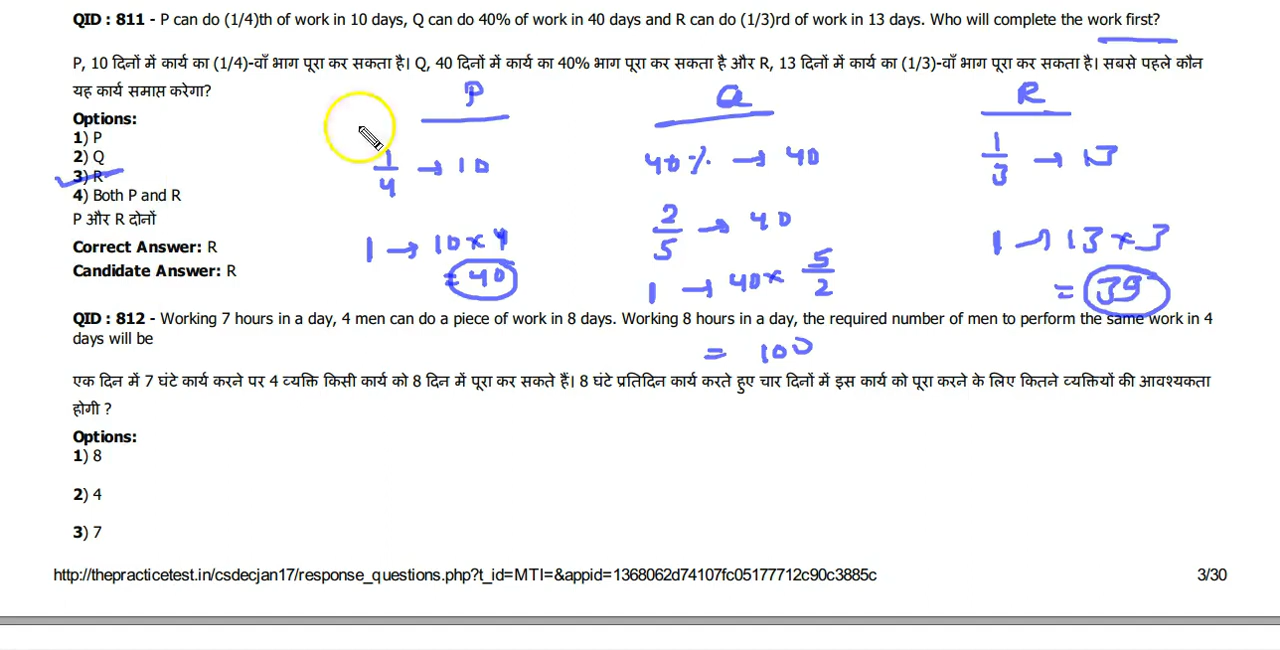 QID : 811 - P can do (1/4)th of work in 10 days, Q can do 40% of work in 40 days and R can do (1/3)rd of work in 13 days. Who will complete the work first?
P, 10 दिनों में कार्य का (1/4)-वाँ भाग पूरा कर सकता है। Q, 40 दिनों में कार्य का 40% भाग पूरा कर सकता है और R, 13 दिनों में कार्य का (1/3)-वाँ भाग पूरा कर सकता है। सबसे पहले कौन
यह कार्य समाप्त करेगा?
P Q R
Options:
1) P
2) Q
3) R
4) Both P and R
P और R दोनों
1/4 → 10 40% → 40 1/3 → 13
2/5 → 40
1 → 10 × 4 1 → 13 × 3
= 40 1 → 40 × 5/2 = 39
= 100
Correct Answer: R
Candidate Answer: R
QID : 812 - Working 7 hours in a day, 4 men can do a piece of work in 8 days. Working 8 hours in a day, the required number of men to perform the same work in 4
days will be
एक दिन में 7 घंटे कार्य करने पर 4 व्यक्ति किसी कार्य को 8 दिन में पूरा कर सकते हैं। 8 घंटे प्रतिदिन कार्य करते हुए चार दिनों में इस कार्य को पूरा करने के लिए कितने व्यक्तियों की आवश्यकता
होगी ?
Options:
1) 8
2) 4
3) 7
http://thepracticetest.in/csdecjan17/response_questions.php?t_id=MTI=&appid=1368062d74107fc05177712c90c3885c 3/30